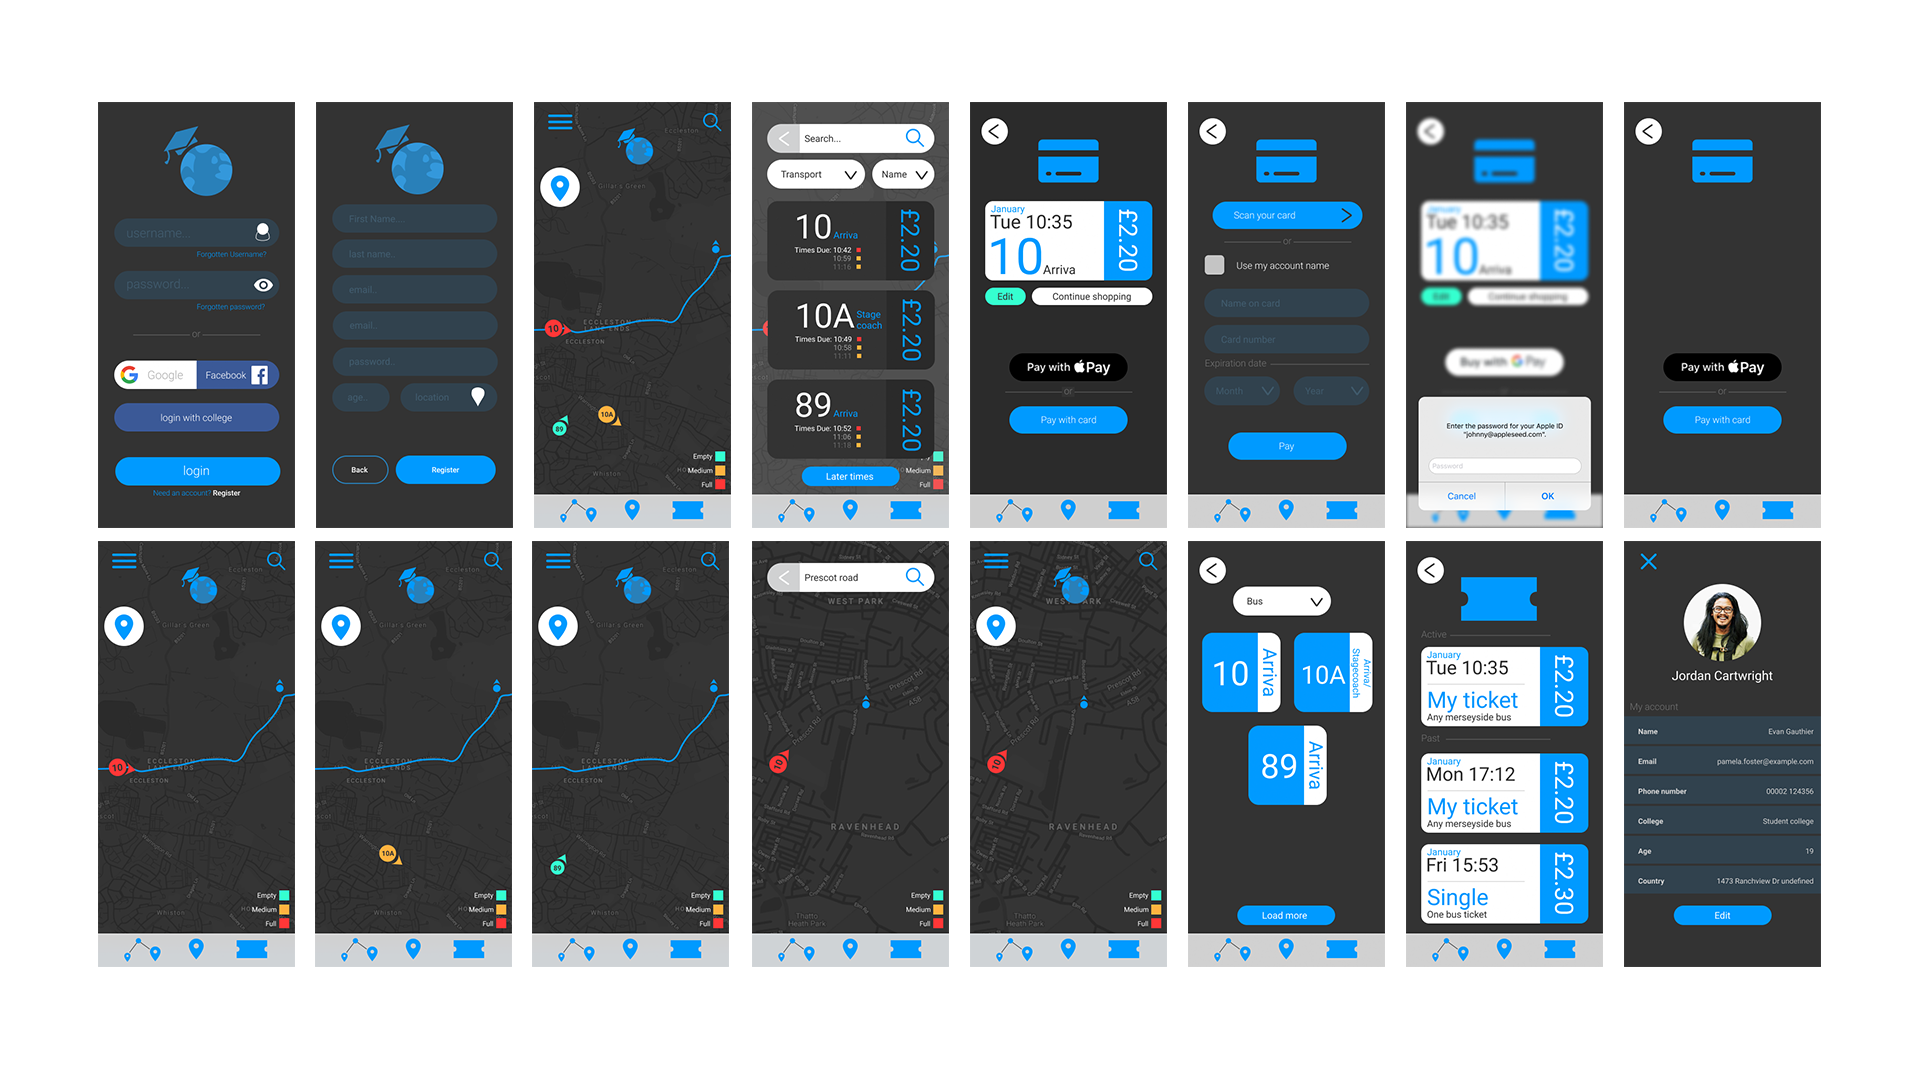 username...
Forgotten Username?
password...
Forgotten password?
or
Google
Facebook
login with college
login
Need an account? Register
First Name...
last name..
email..
email..
password..
age..
location
Back
Register
Eccleston
Gillar's Green
10
ECCLESTON
LANE ENDS
ECCLESTON
10A
89
Whiston
Empty
Medium
Full
Search...
Transport
Name
10
Arriva
£2.20
Times Due: 10:42
10:59
11:16
10A
Stage
coach
£2.20
Times Due: 10:49
10:58
11:11
89
Arriva
£2.20
Times Due: 10:52
11:06
11:18
Later times
Medium
Full
January
Tue 10:35
10
Arriva
£2.20
Edit
Continue shopping
Pay with Pay
or
Pay with card
Scan your card
or
Use my account name
Name on card
Card number
Expiration date
Month
Year
Pay
January
Tue 10:35
10
Arriva
£2.20
Edit
Continue shopping
Buy with G Pay
Enter the password for your Apple ID
"johnny@appleseed.com".
Password
Cancel
OK
Pay with Pay
or
Pay with card
Eccleston
Gillar's Green
10
ECCLESTON
LANE ENDS
ECCLESTON
Whiston
Empty
Medium
Full
Eccleston
Gillar's Green
ECCLESTON
LANE ENDS
ECCLESTON
10A
Whiston
Empty
Medium
Full
Eccleston
Gillar's Green
ECCLESTON
LANE ENDS
ECCLESTON
89
Whiston
Empty
Medium
Full
Prescot road
WEST PARK
Prescot Rd
A58
10
RAVENHEAD
Thatto
Heath Park
Empty
Medium
Full
WEST PARK
Prescot Rd
A58
10
RAVENHEAD
Thatto
Heath Park
Empty
Medium
Full
Bus
10
Arriva
10A
Arriva/
Stagecoach
89
Arriva
Load more
Active
January
Tue 10:35
My ticket
Any merseyside bus
£2.20
Past
January
Mon 17:12
My ticket
Any merseyside bus
£2.20
January
Fri 15:53
Single
One bus ticket
£2.30
Jordan Cartwright
My account
Name Evan Gauthier
Email pamela.foster@example.com
Phone number 00002 124356
College Student college
Age 19
Country 1473 Ranchview Dr undefined
Edit